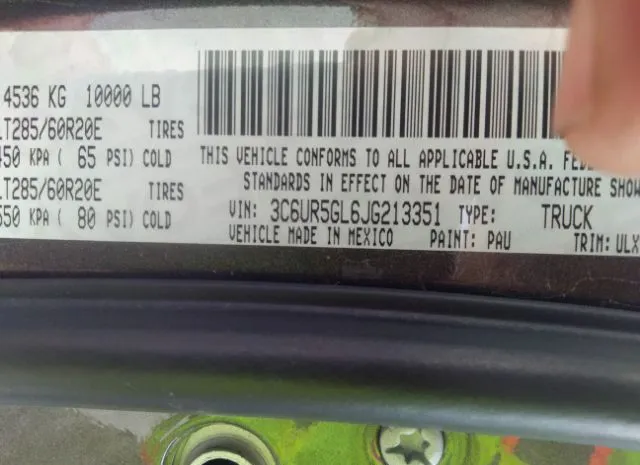 4536 KG 10000 LB
LT285/60R20E TIRES
450 KPA ( 65 PSI) COLD
LT285/60R20E TIRES
550 KPA ( 80 PSI) COLD
THIS VEHICLE CONFORMS TO ALL APPLICABLE U.S.A.
STANDARDS IN EFFECT ON THE DATE OF MANUFACTURE
VIN: 3C6UR5GL6JG213351 TYPE: TRUCK
VEHICLE MADE IN MEXICO PAINT: PAU TRIM: ULX